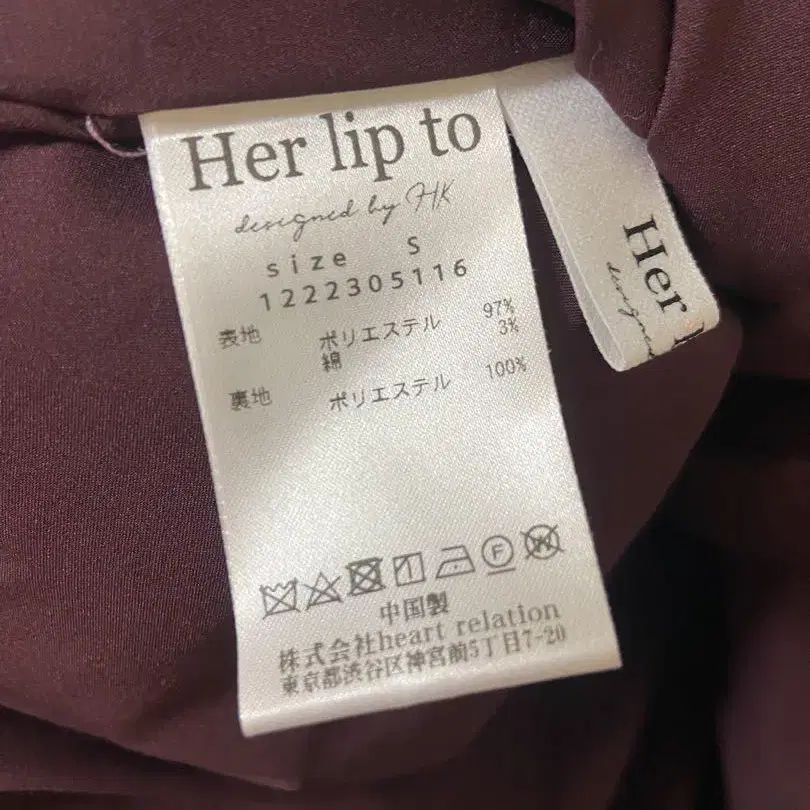 Her lip to
designed by HK
size S
1222305116
表地 ポリエステル 97%
綿 3%
裏地 ポリエステル 100%
F
W
中国製
株式会社heart relation
東京都渋谷区神宮前5丁目7-20
Her
designed